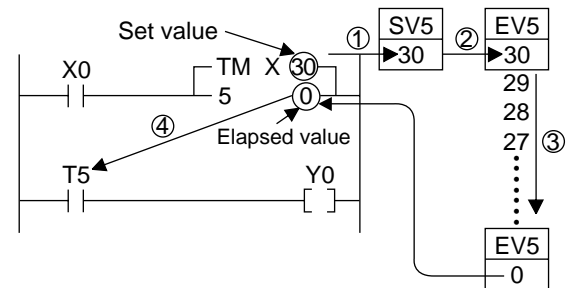 Set value
① SV5 ② EV5
X0 TM X 30 30 30
5 0 29
④ Elapsed value 28
27 ③
T5 Y0
EV5
0